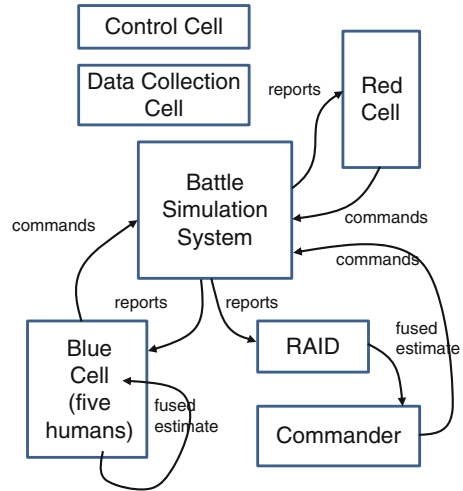 Control Cell
Data Collection
Cell
reports
Red
Cell
Battle
Simulation
System
commands
commands
commands
reports
reports
Blue
Cell
(five
humans)
fused
estimate
RAID
fused
estimate
Commander